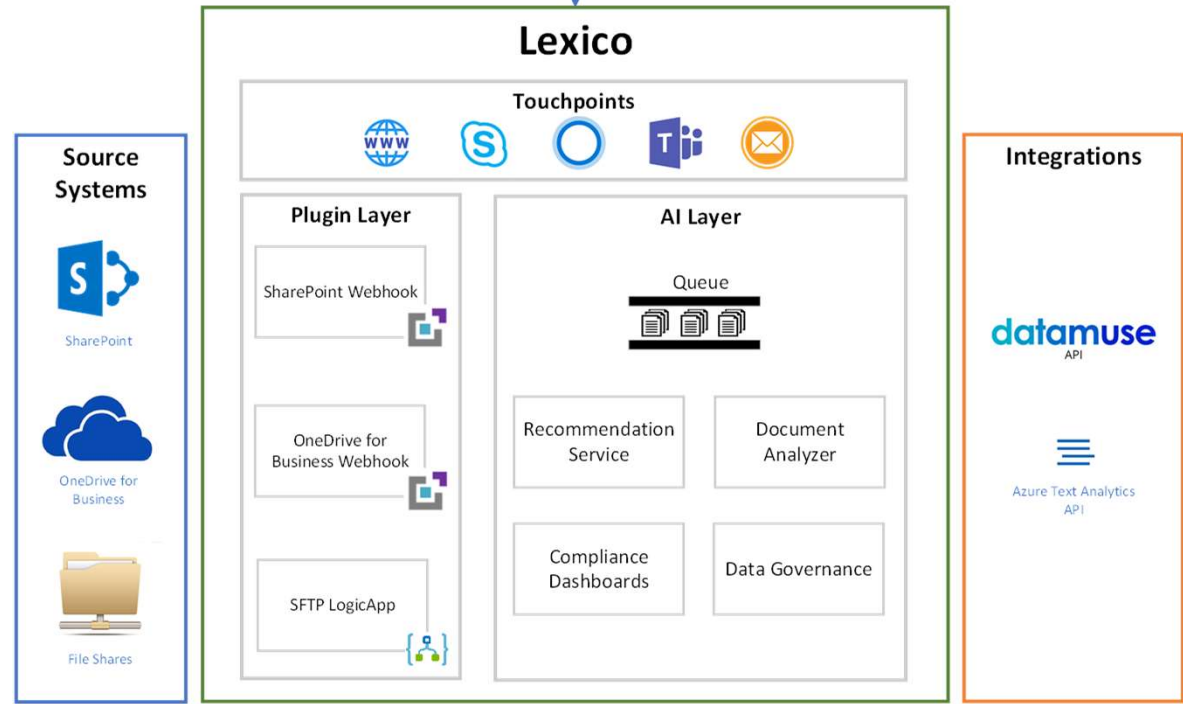 Lexico
Touchpoints
www
S
T
Source
Systems
S
SharePoint
OneDrive for
Business
File Shares
Plugin Layer
SharePoint Webhook
OneDrive for
Business Webhook
SFTP LogicApp
AI Layer
Queue
Recommendation
Service
Document
Analyzer
Compliance
Dashboards
Data Governance
Integrations
datamuse
API
Azure Text Analytics
API